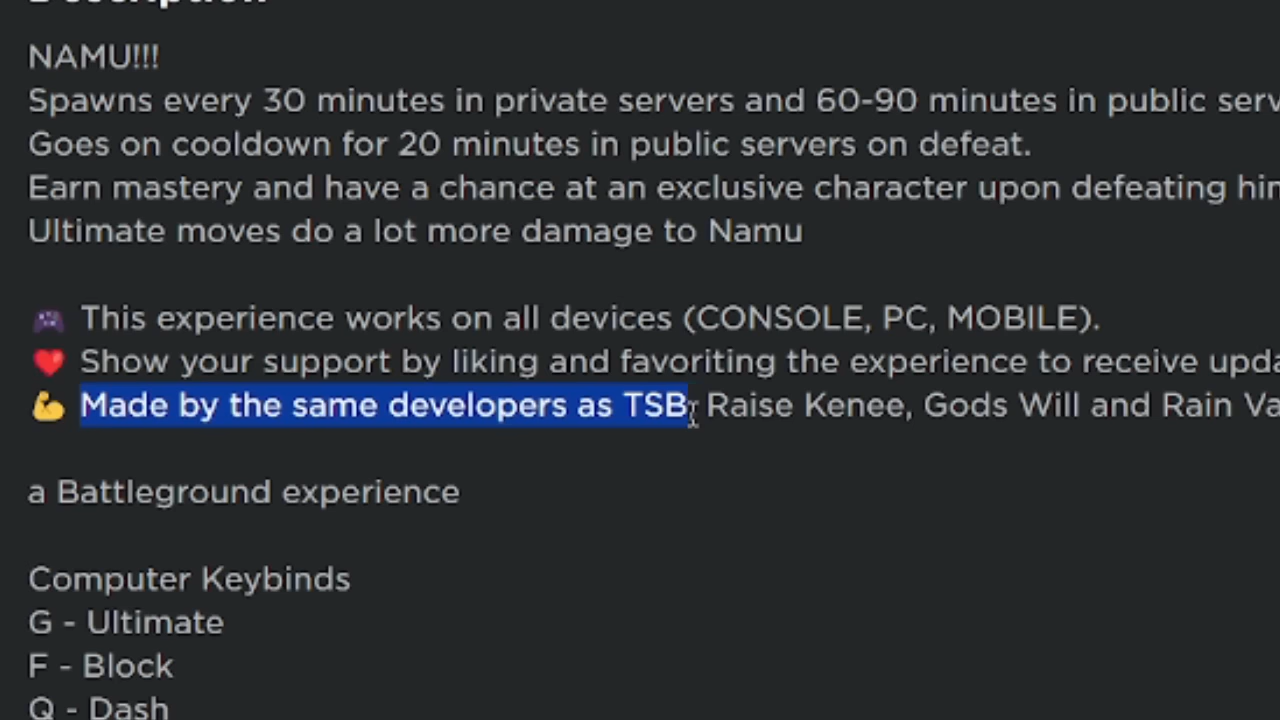 NAMU!!!
Spawns every 30 minutes in private servers and 60-90 minutes in public
Goes on cooldown for 20 minutes in public servers on defeat.
Earn mastery and have a chance at an exclusive character upon defeating
Ultimate moves do a lot more damage to Namu
🎮 This experience works on all devices (CONSOLE, PC, MOBILE).
❤️ Show your support by liking and favoriting the experience to receive
💪 Made by the same developers as TSB, Raise Kenee, Gods Will and Rain
a Battleground experience
Computer Keybinds
G - Ultimate
F - Block
Q - Dash